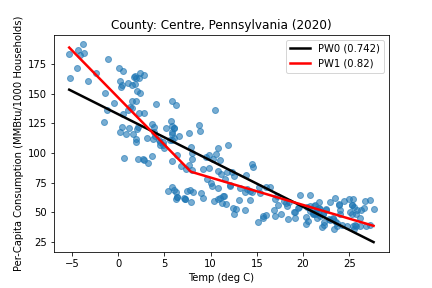 County: Centre, Pennsylvania (2020)
PW0 (0.742)
PW1 (0.82)
Per-Capita Consumption (MMBtu/1000 Households)
175
150
125
100
75
50
25
−5 0 5 10 15 20 25
Temp (deg C)